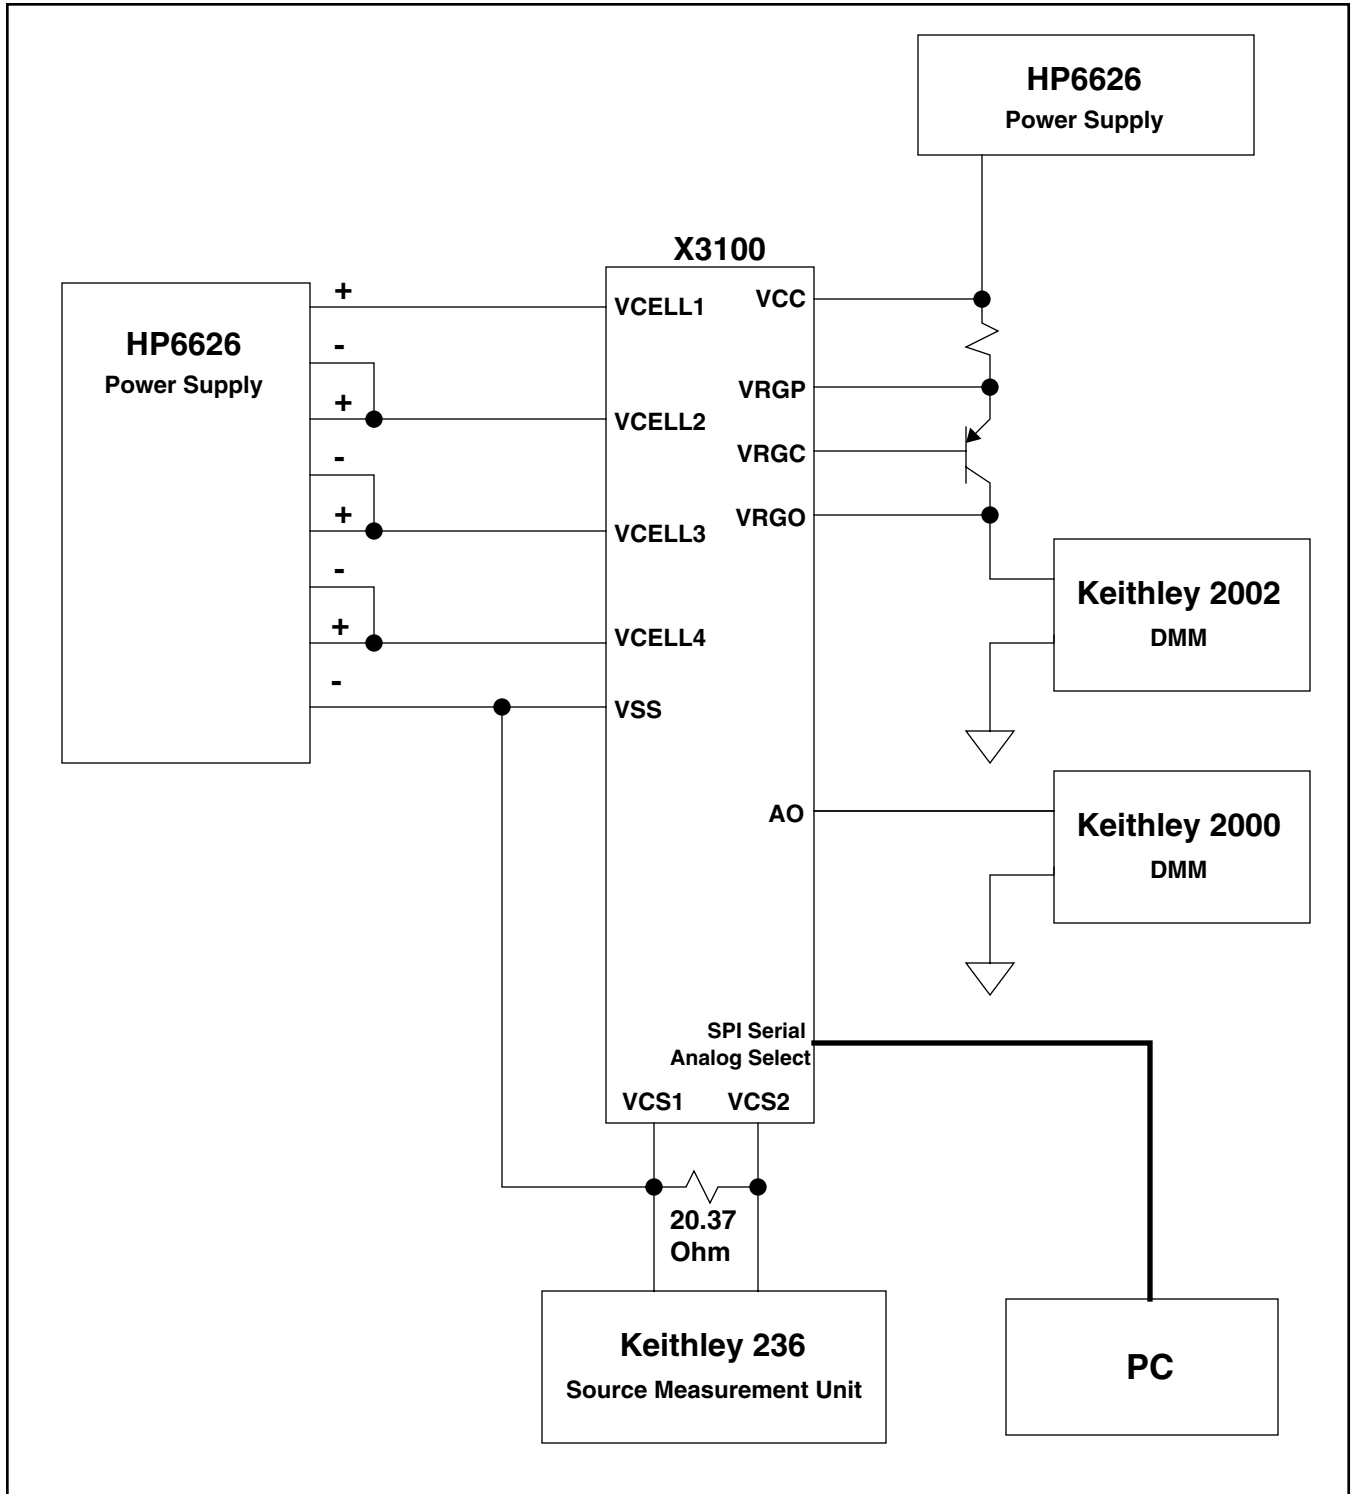 HP6626
Power Supply
X3100
+
VCELL1
VCC
HP6626
Power Supply
-
+
VCELL2
VRGP
-
VRGC
+
VCELL3
VRGO
-
Keithley 2002
DMM
+
VCELL4
-
VSS
AO
Keithley 2000
DMM
SPI Serial
Analog Select
VCS1
VCS2
20.37
Ohm
Keithley 236
Source Measurement Unit
PC